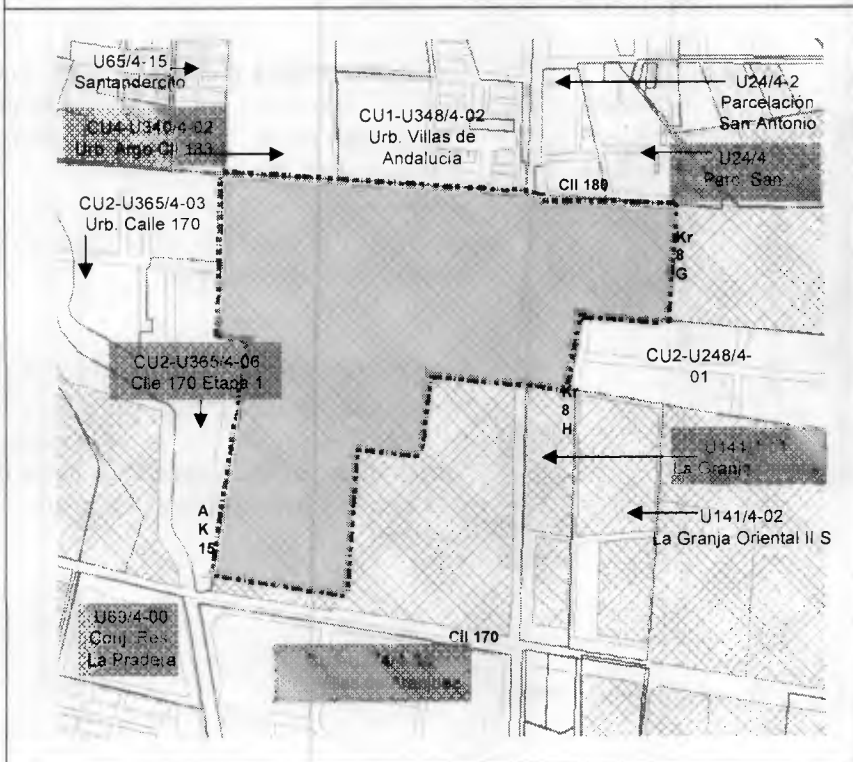 U65/4-15
Santandercito
U24/4-2
Parcelación
San Antonio
CU1-U348/4-02
Urb. Villas de
Andalucía
CU4-U340/4-02
Urb. Argo Cll 183
U24/4
Parc. San
Cll 180
CU2-U365/4-03
Urb. Calle 170
Kr
8
G
CU2-U365/4-06
Clle 170 Etapa 1
CU2-U248/4-
01
Kr
8
H
U141
La Granja
A
K
15
U141/4-02
La Granja Oriental II S
U69/4-00
Conj. Res.
La Pradera
Cll 170